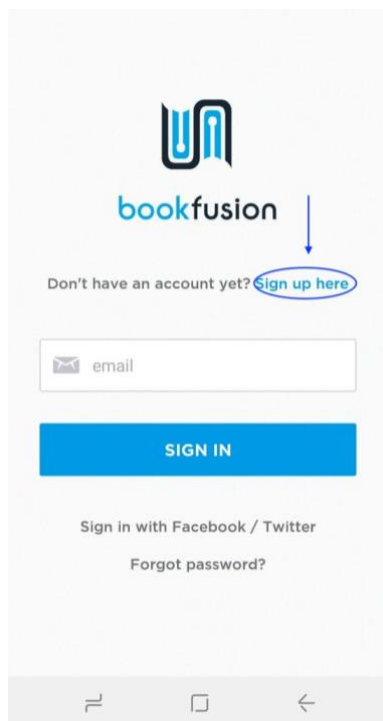 bookfusion
Don't have an account yet? Sign up here
email
SIGN IN
Sign in with Facebook / Twitter
Forgot password?